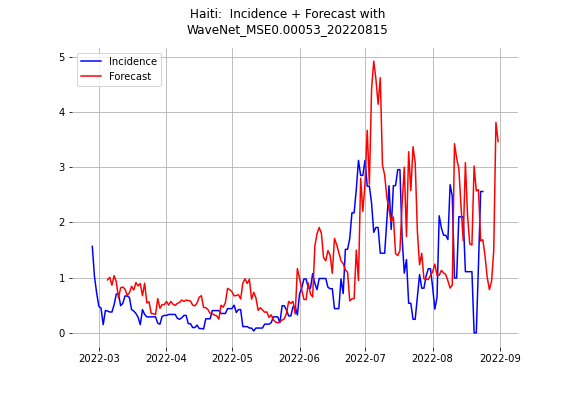 Haiti:  Incidence + Forecast with
WaveNet_MSE0.00053_20220815
Incidence
Forecast
5
4
3
2
1
0
2022-03 2022-04 2022-05 2022-06 2022-07 2022-08 2022-09